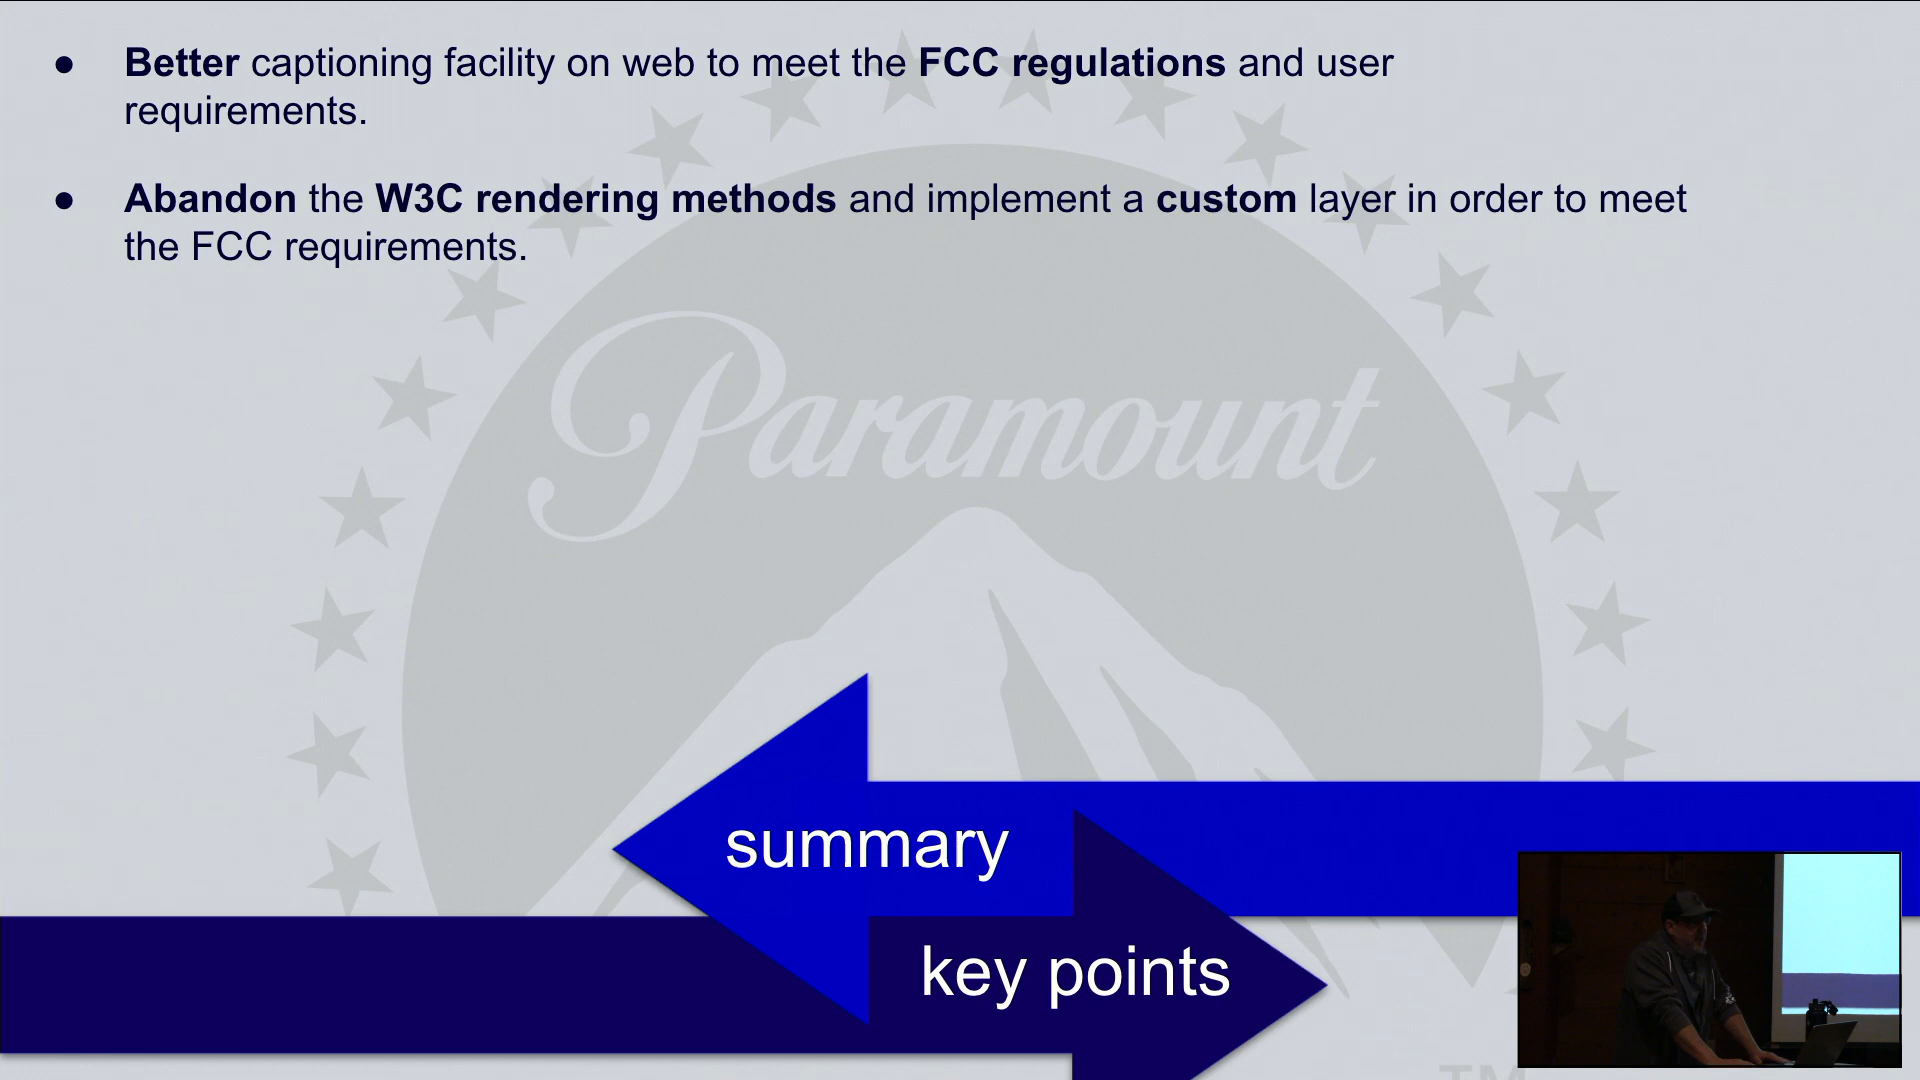 ● Better captioning facility on web to meet the FCC regulations and user
requirements.
● Abandon the W3C rendering methods and implement a custom layer in order to meet
the FCC requirements.
Paramount
summary
key points
TM